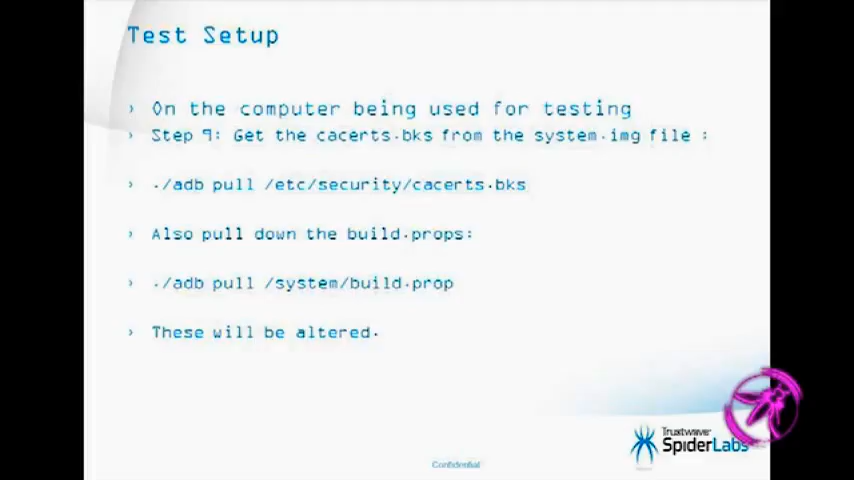 Test Setup
› On the computer being used for testing
› Step 9: Get the cacerts.bks from the system.img file :
› ./adb pull /etc/security/cacerts.bks
› Also pull down the build.props:
› ./adb pull /system/build.prop
› These will be altered.
Trustwave
SpiderLabs
Confidential